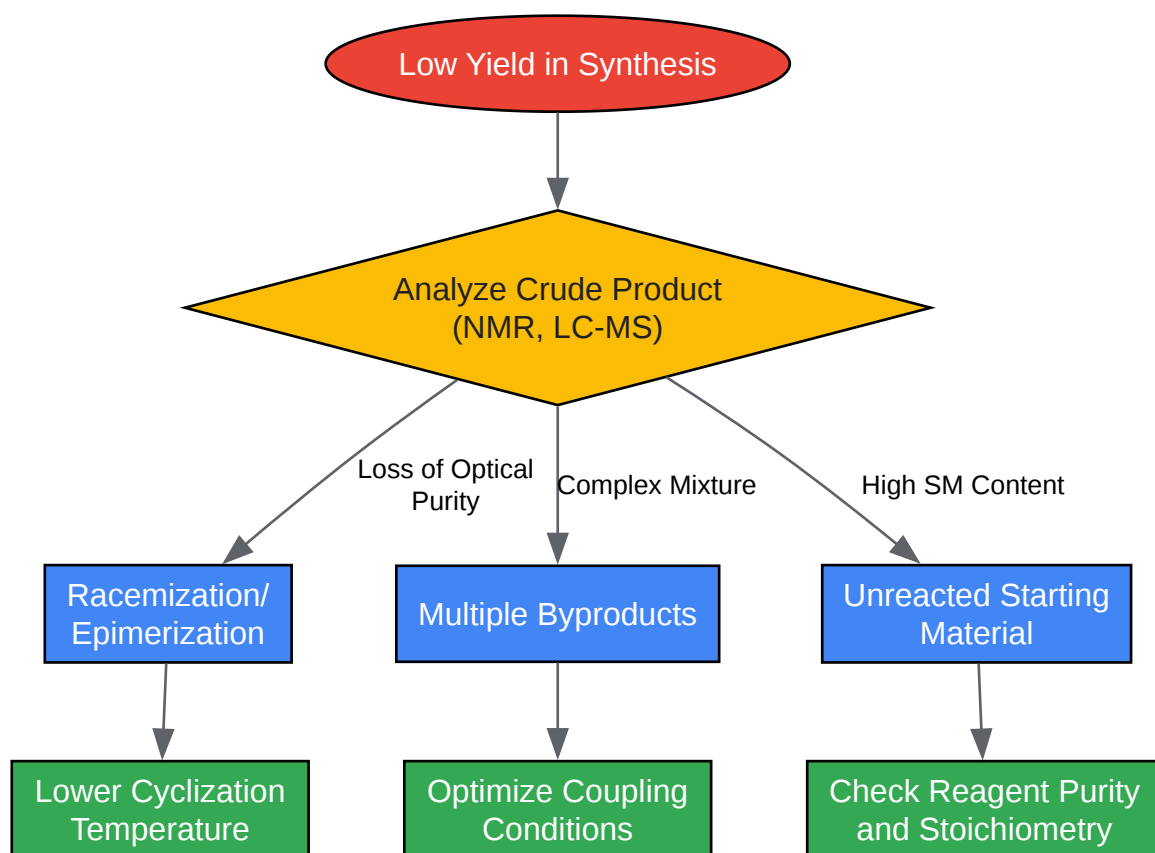 Low Yield in Synthesis
Analyze Crude Product
(NMR, LC-MS)
Loss of Optical
Purity
Complex Mixture
High SM Content
Racemization/
Epimerization
Multiple Byproducts
Unreacted Starting
Material
Lower Cyclization
Temperature
Optimize Coupling
Conditions
Check Reagent Purity
and Stoichiometry